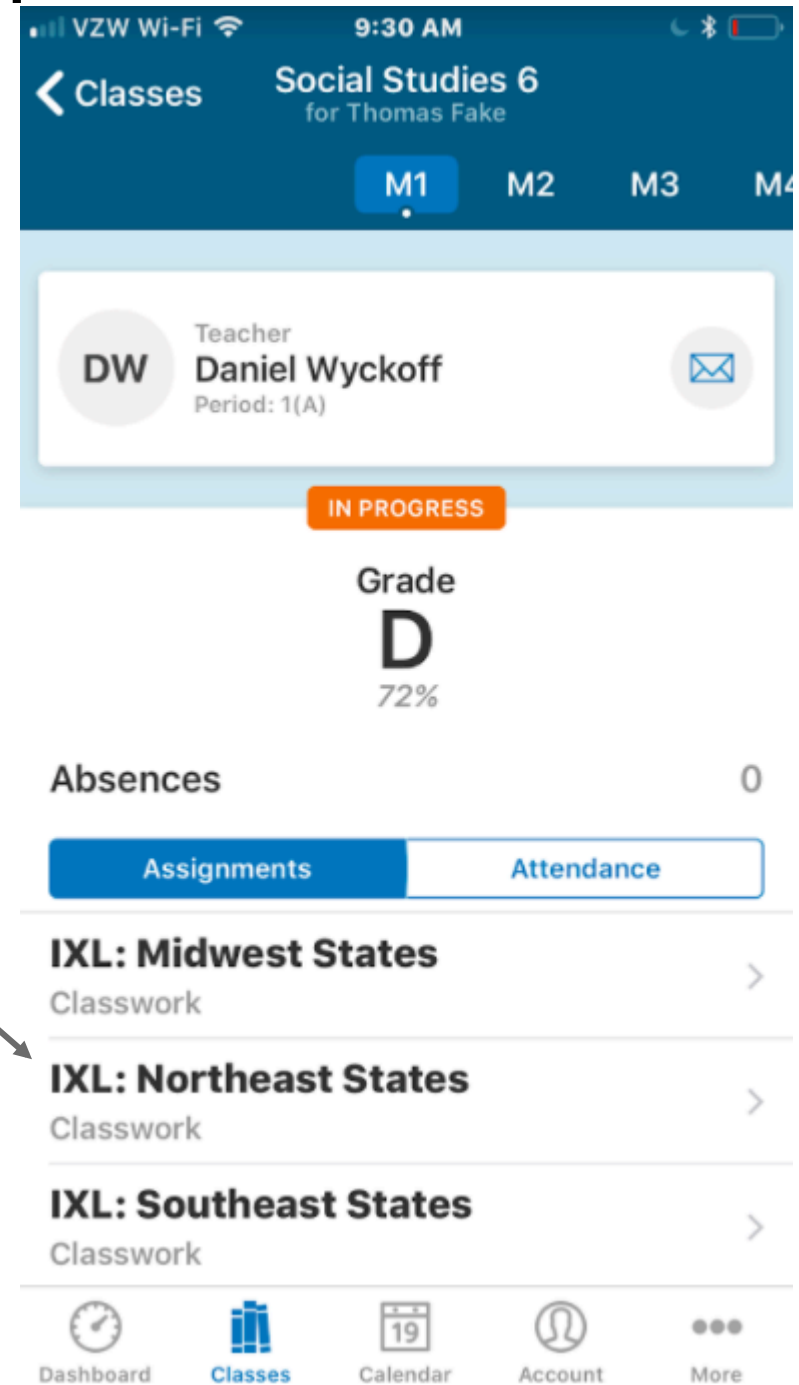 VZW Wi-Fi 9:30 AM
Classes Social Studies 6
for Thomas Fake
M1 M2 M3 M4
DW
Teacher
Daniel Wyckoff
Period: 1(A)
IN PROGRESS
Grade
D
72%
Absences 0
Assignments Attendance
IXL: Midwest States
Classwork
IXL: Northeast States
Classwork
IXL: Southeast States
Classwork
19
Dashboard Classes Calendar Account More